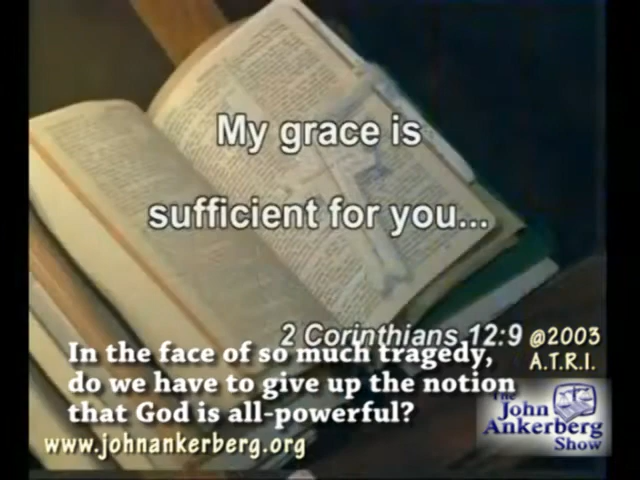 My grace is
sufficient for you...
2 Corinthians 12:9
@2003
A.T.R.I.
In the face of so much tragedy,
do we have to give up the notion
that God is all-powerful?
The
John
Ankerberg
Show
www.johnankerberg.org